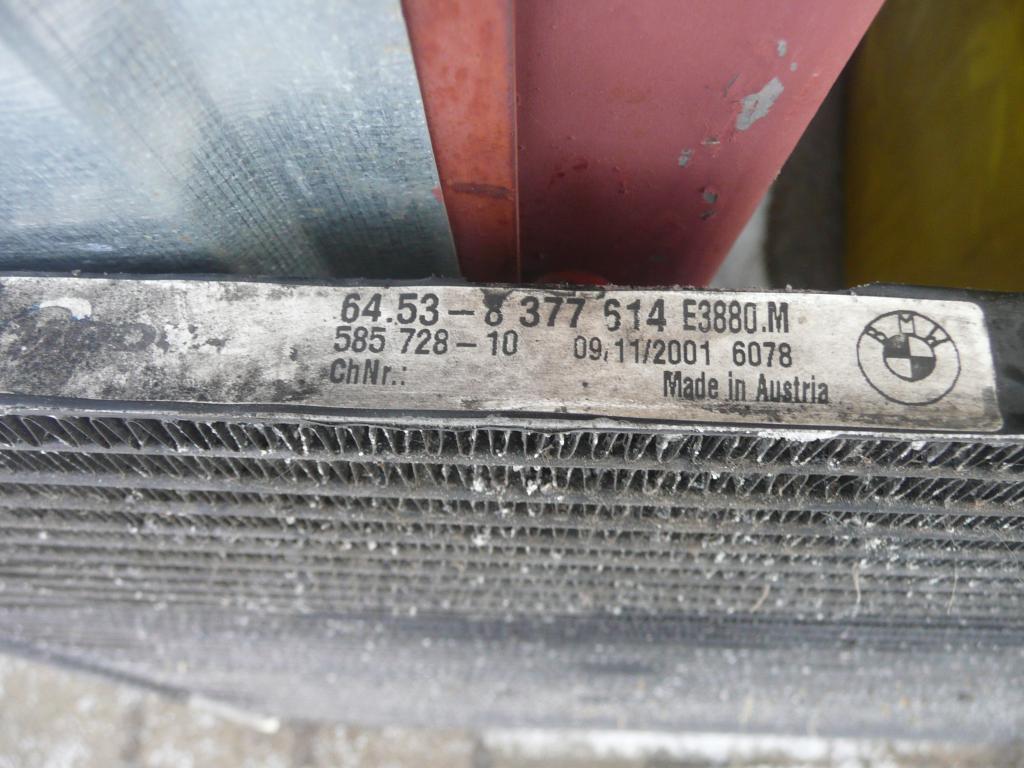 64.53-8 377 614 E3880.M
585 728-10 09/11/2001 6078
ChNr.:
Made in Austria
BMW